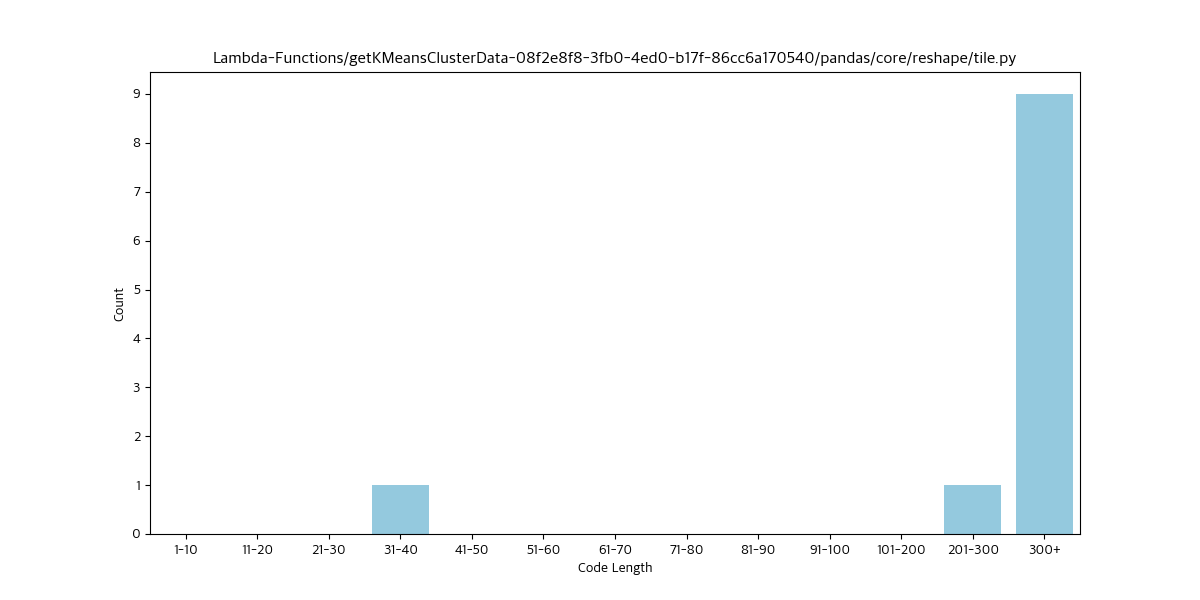 Lambda-Functions/getKMeansClusterData-08f2e8f8-3fb0-4ed0-b17f-86cc6a170540/pandas/core/reshape/tile.py
9
8
7
6
5
4
3
2
1
0
Count
1-10 11-20 21-30 31-40 41-50 51-60 61-70 71-80 81-90 91-100 101-200 201-300 300+
Code Length